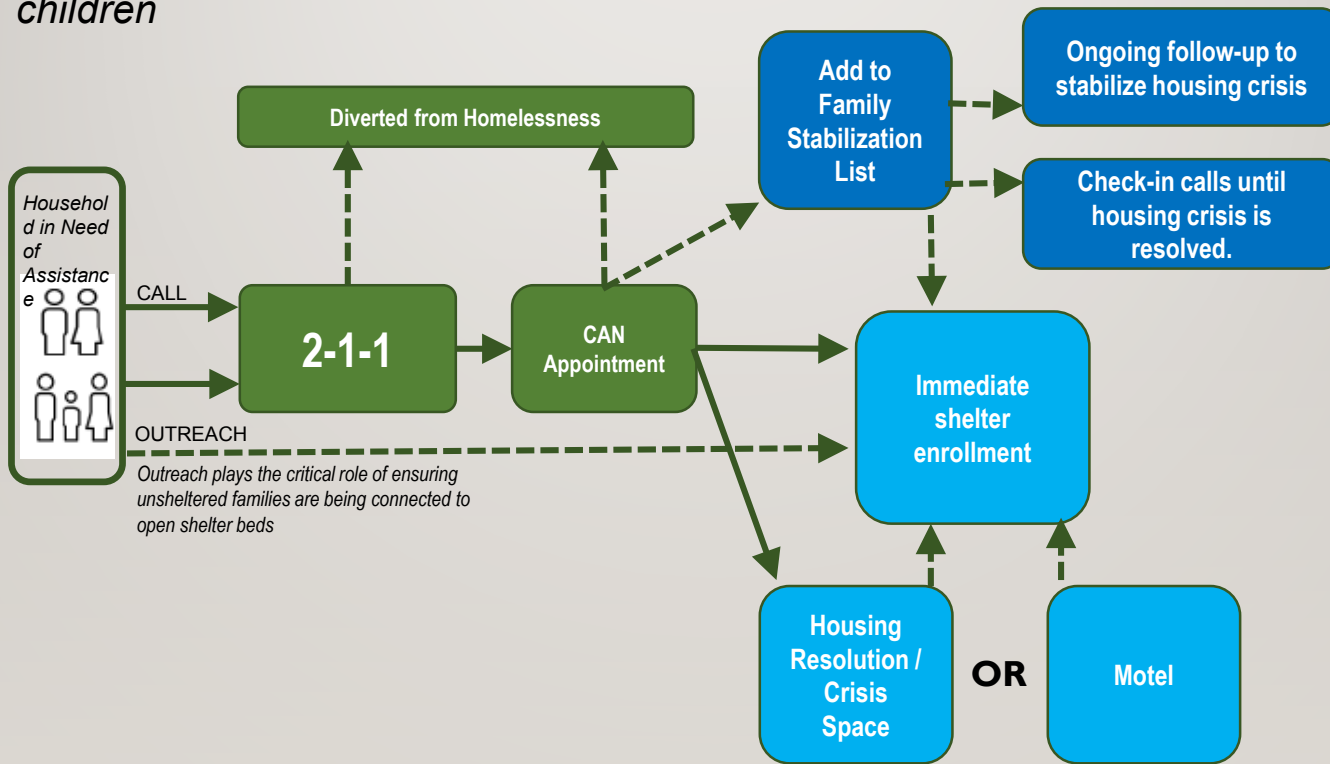 children
Household
d in Need
of
Assistanc
e
CALL
OUTREACH
Outreach plays the critical role of ensuring
unsheltered families are being connected to
open shelter beds
Diverted from Homelessness
2-1-1
CAN
Appointment
Add to
Family
Stabilization
List
Ongoing follow-up to
stabilize housing crisis
Check-in calls until
housing crisis is
resolved.
Immediate
shelter
enrollment
Housing
Resolution /
Crisis
Space
OR
Motel